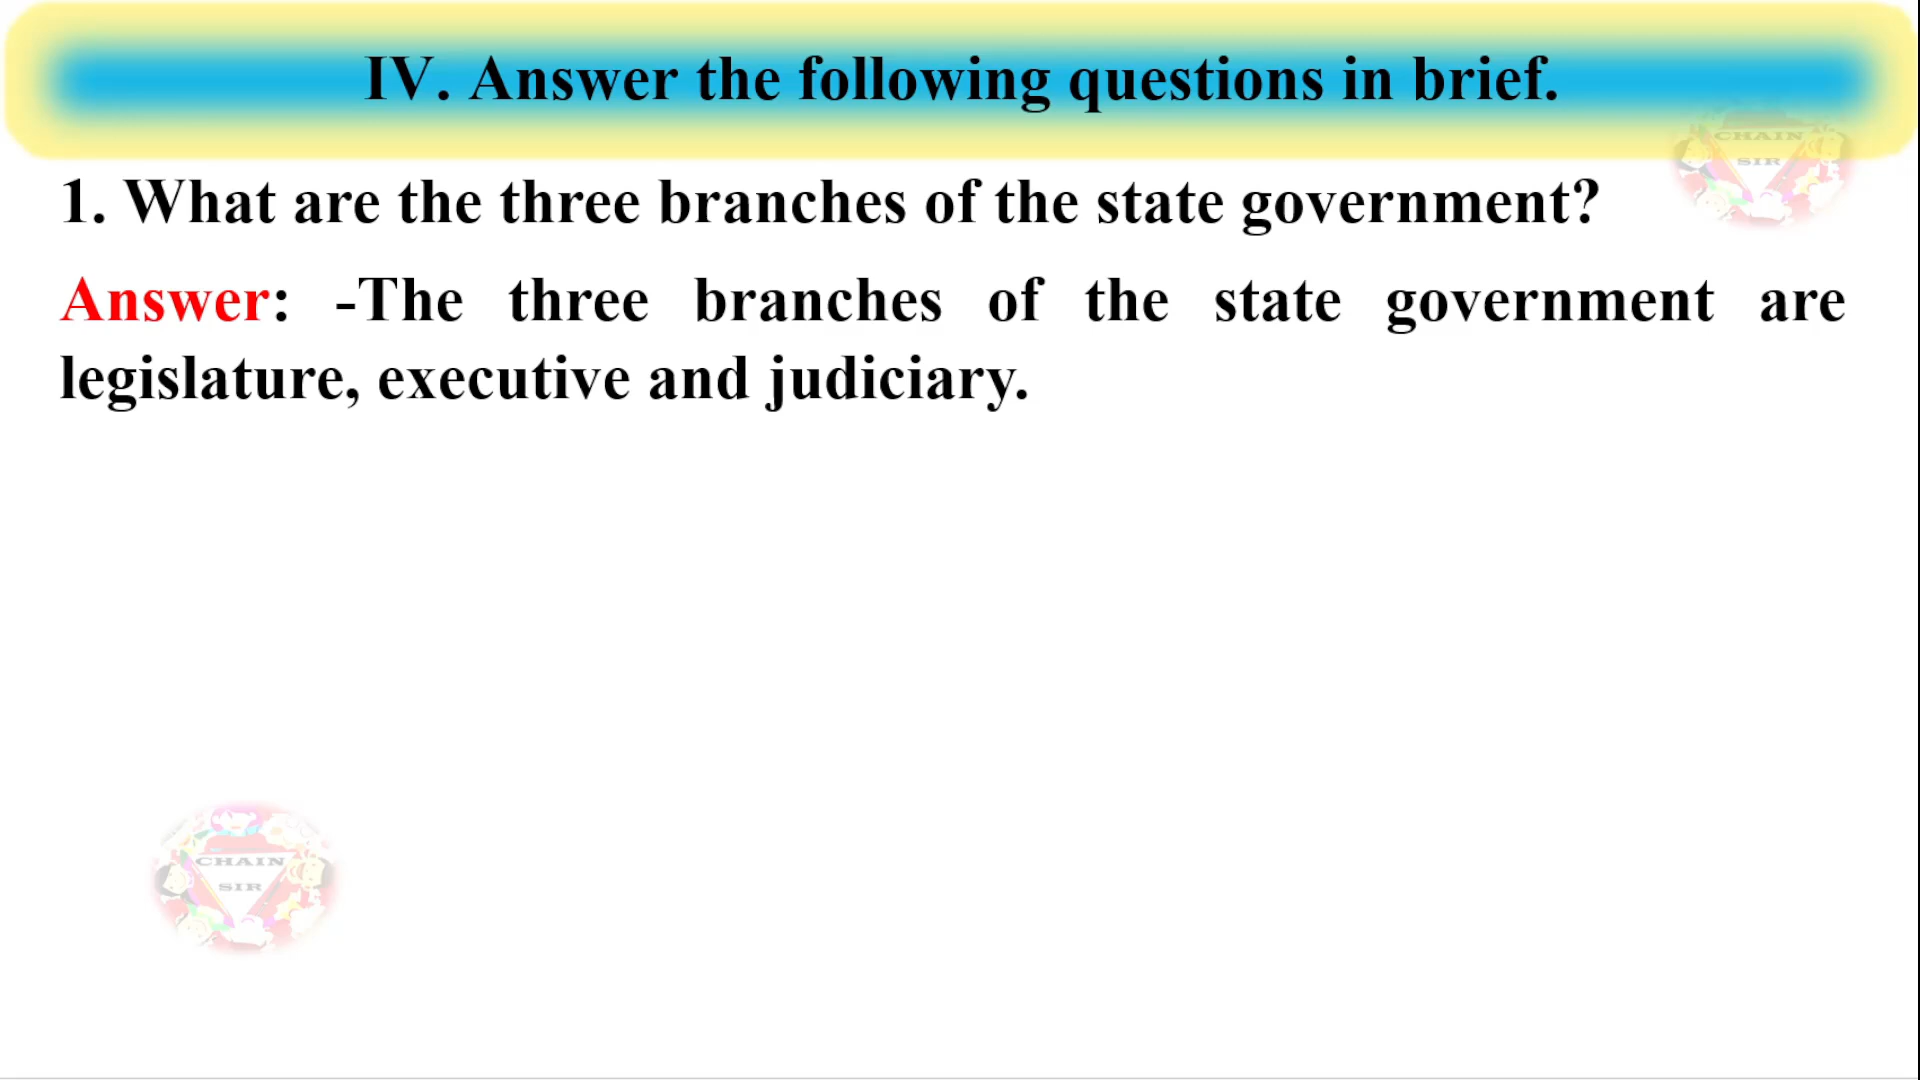 IV. Answer the following questions in brief.
CHAIN
SIR
1. What are the three branches of the state government?
Answer: -The three branches of the state government are
legislature, executive and judiciary.
CHAIN
SIR